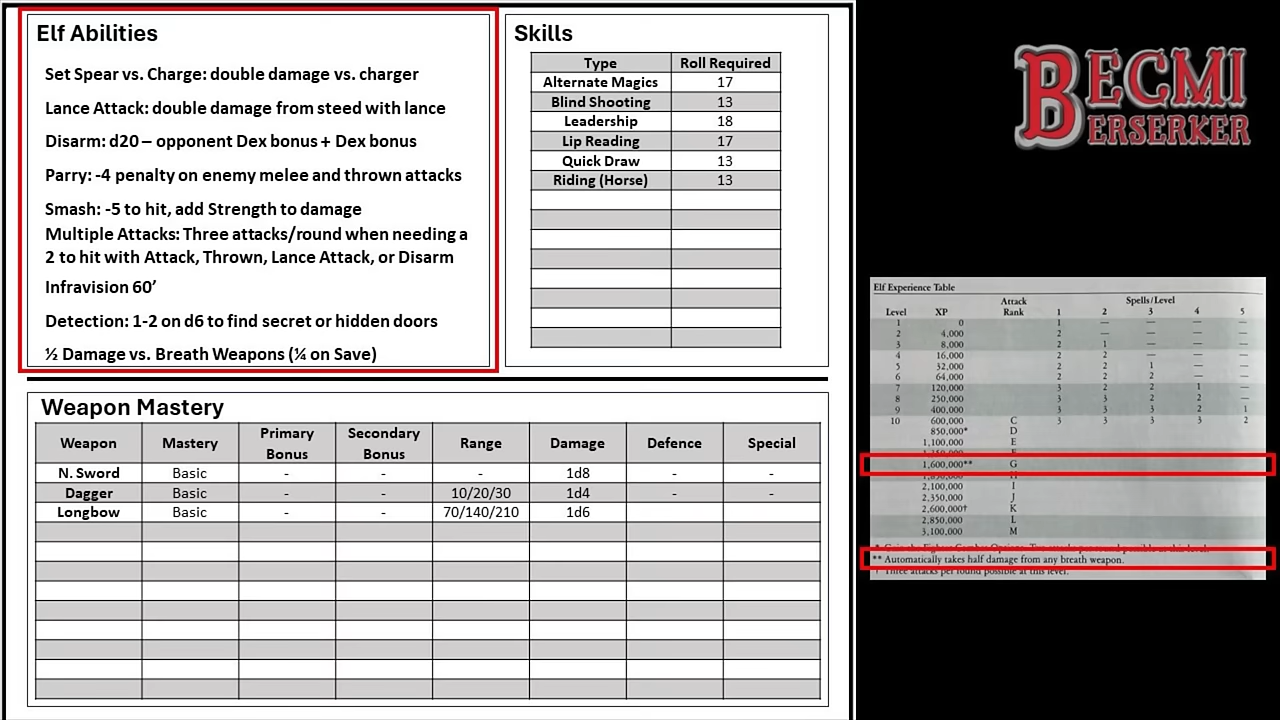 Elf Abilities
Set Spear vs. Charge: double damage vs. charger
Lance Attack: double damage from steed with lance
Disarm: d20 – opponent Dex bonus + Dex bonus
Parry: -4 penalty on enemy melee and thrown attacks
Smash: -5 to hit, add Strength to damage
Multiple Attacks: Three attacks/round when needing a
2 to hit with Attack, Thrown, Lance Attack, or Disarm
Infravision 60’
Detection: 1-2 on d6 to find secret or hidden doors
½ Damage vs. Breath Weapons (¼ on Save)
Skills
Type Roll Required
Alternate Magics 17
Blind Shooting 13
Leadership 18
Lip Reading 17
Quick Draw 13
Riding (Horse) 13
Weapon Mastery
Weapon Mastery Primary Bonus Secondary Bonus Range Damage Defence Special
N. Sword Basic - - - 1d8 - -
Dagger Basic - - 10/20/30 1d4 - -
Longbow Basic - - 70/140/210 1d6
BECMI
BERSERKER
Elf Experience Table
Level XP Attack Rank Spells/Level
1 2 3 4 5
1 0 1 — — — —
2 4,000 2 — — — —
3 8,000 2 1 — — —
4 16,000 2 2 — — —
5 32,000 2 2 1 — —
6 64,000 2 2 2 — —
7 120,000 3 2 2 1 —
8 250,000 3 3 2 2 —
9 400,000 3 3 3 2 1
10 600,000 C 3 3 3 3 2
850,000* D
1,100,000 E
1,600,000** G
2,100,000 I
2,350,000 J
2,600,000† K
2,850,000 L
3,100,000 M
** Automatically takes half damage from any breath weapon.
† Three attacks per round possible at this level.